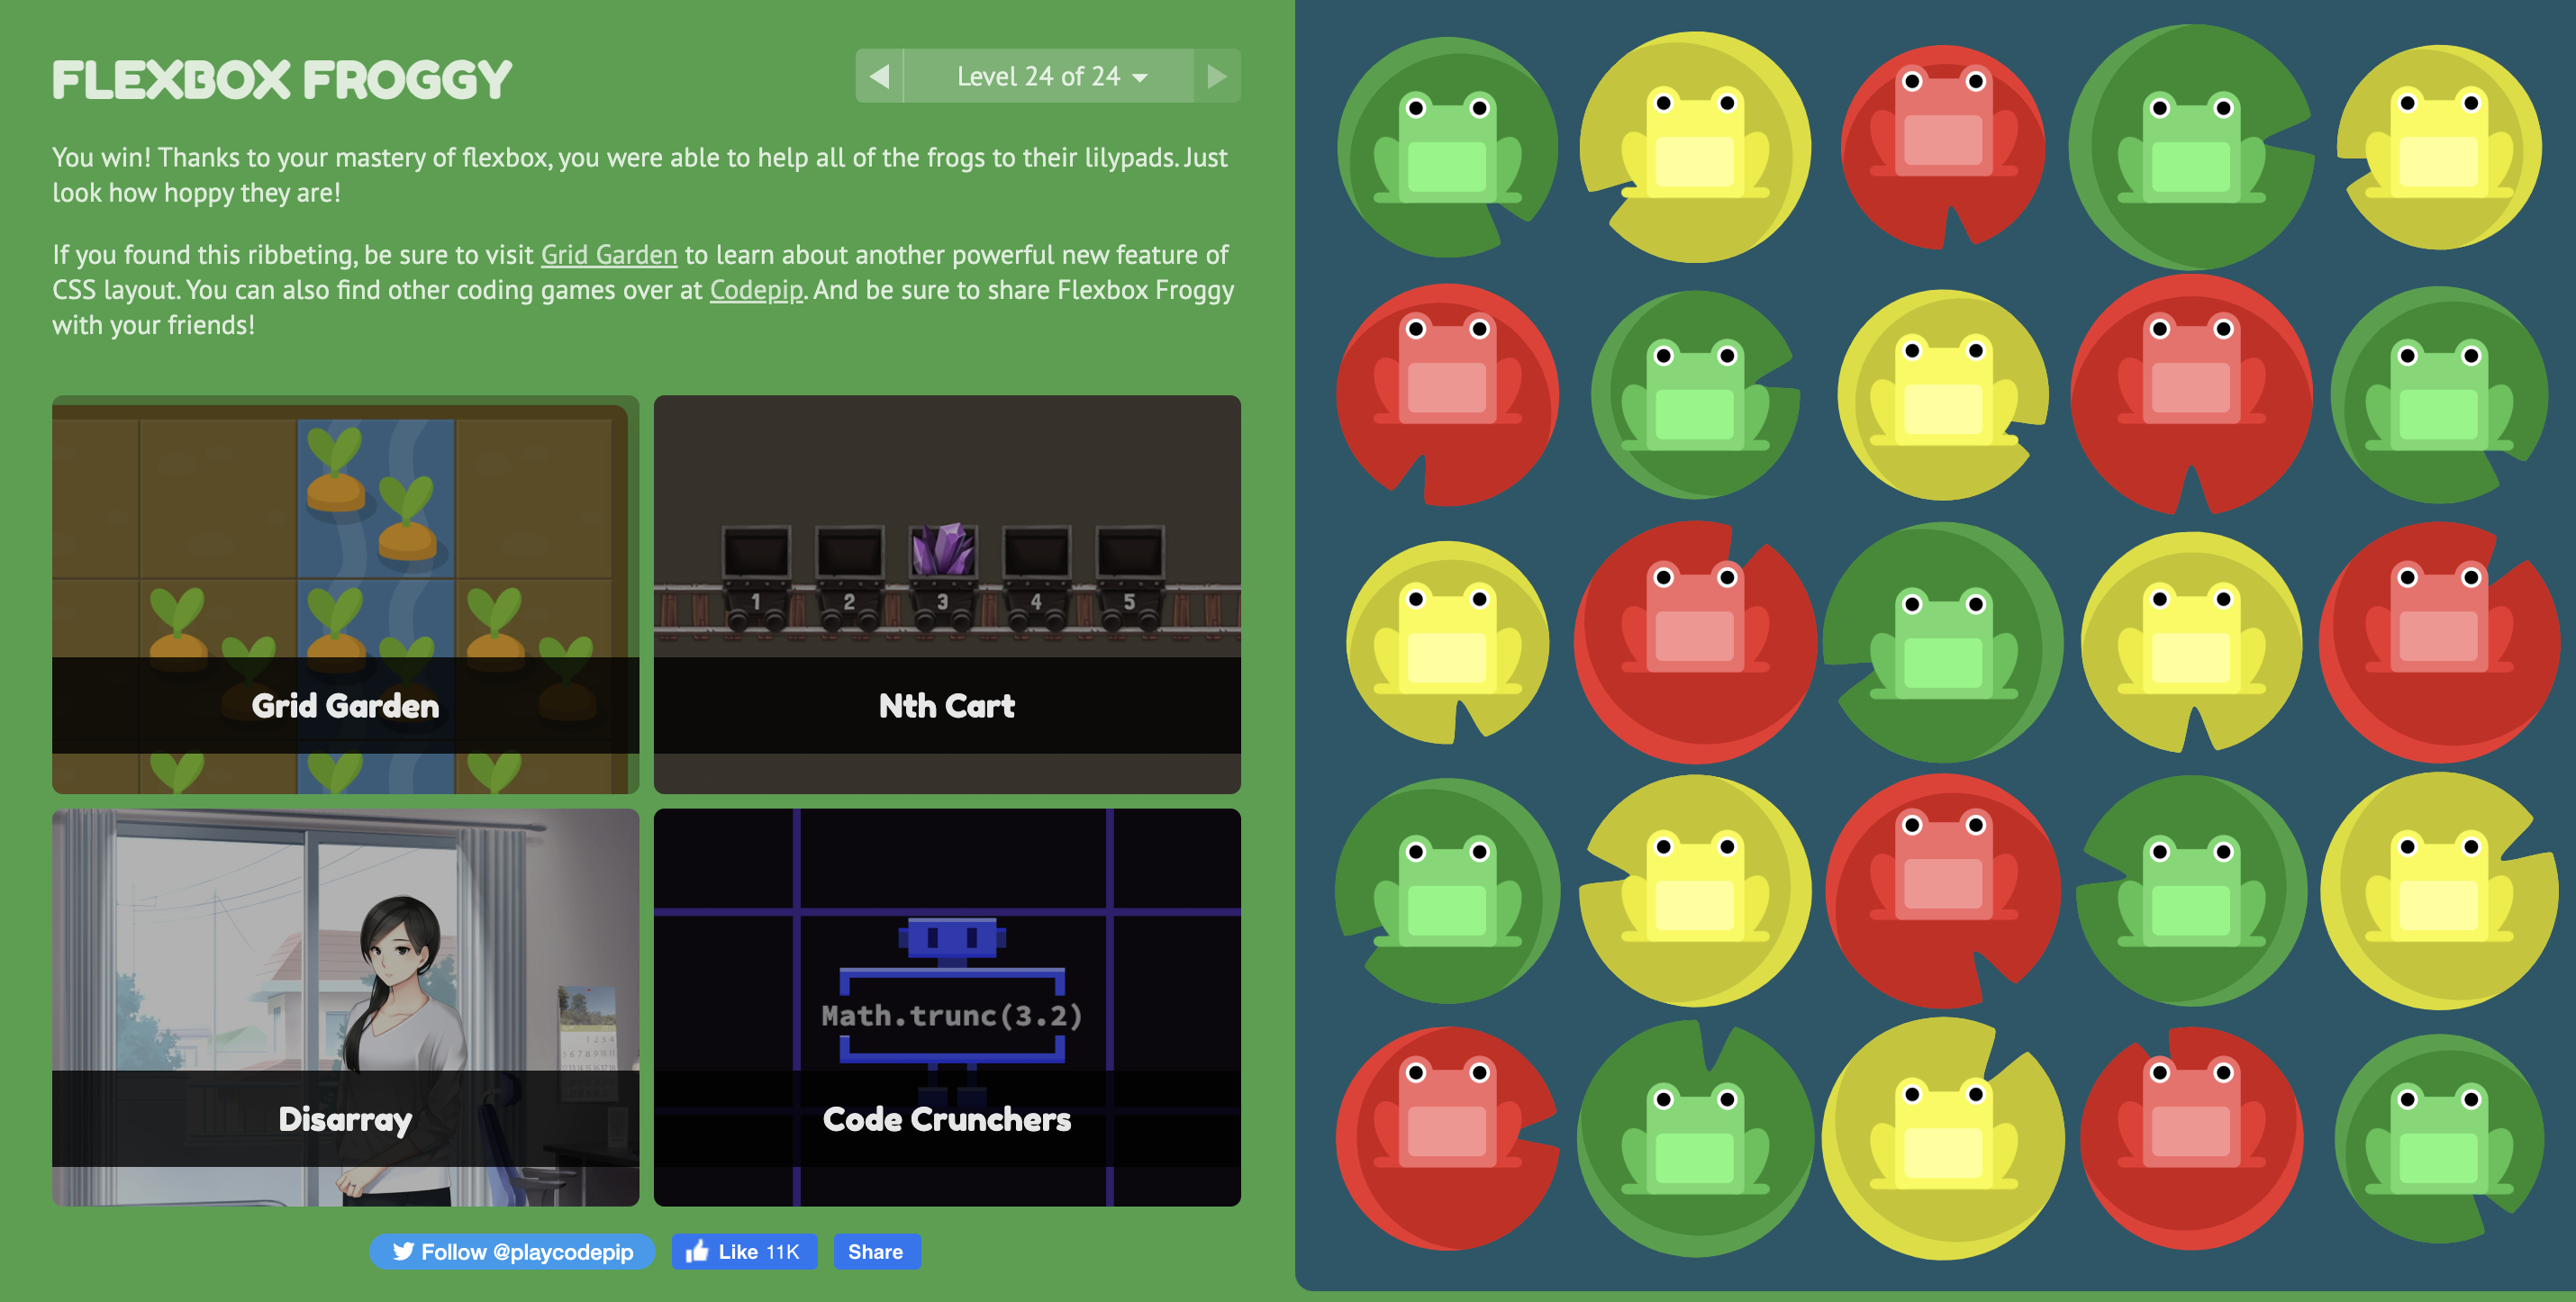 FLEXBOX FROGGY
Level 24 of 24
You win! Thanks to your mastery of flexbox, you were able to help all of the frogs to their lilypads. Just
look how hoppy they are!
If you found this ribbeting, be sure to visit Grid Garden to learn about another powerful new feature of
CSS layout. You can also find other coding games over at Codepip. And be sure to share Flexbox Froggy
with your friends!
1 2 3 4 5
Grid Garden
Nth Cart
Math.trunc(3.2)
Disarray
Code Crunchers
Follow @playcodepip
Like 11K
Share